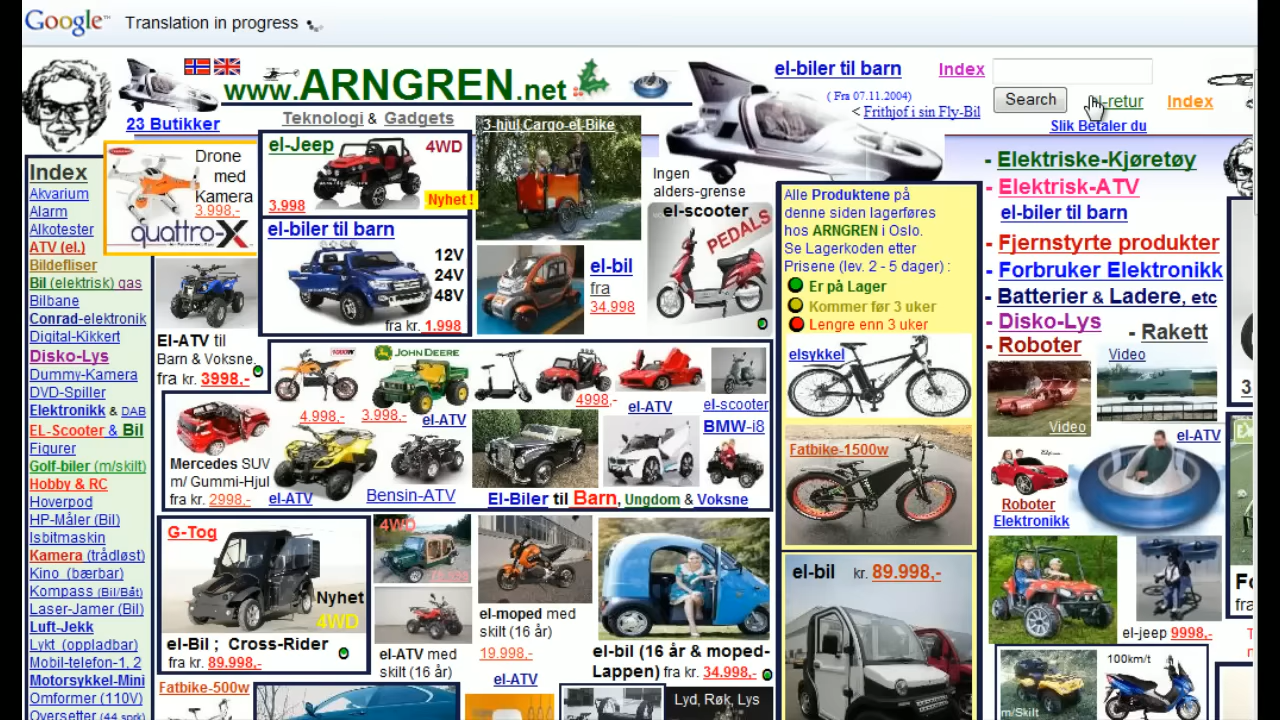 Google™ Translation in progress
www.ARNGREN.net
23 Butikker
Teknologi & Gadgets
el-biler til barn
( Fra 07.11.2004)
< Frithjof i sin Fly-Bil
Index
Search
Index
Slik Betaler du
Index
Akvarium
Alarm
Alkotester
ATV (el.)
Bildefliser
Bil (elektrisk) gas
Bilbane
Conrad-elektronik
Digital-Kikkert
Disko-Lys
Dummy-Kamera
DVD-Spiller
Elektronikk & DAB
EL-Scooter & Bil
Figurer
Golf-biler (m/skilt)
Hobby & RC
Hoverpod
HP-Måler (Bil)
Isbitmaskin
Kamera (trådløst)
Kino (bærbar)
Kompass (Bil/Båt)
Laser-Jamer (Bil)
Luft-Jekk
Lykt (oppladbar)
Mobil-telefon-1, 2
Motorsykkel-Mini
Omformer (110V)
Oversetter (44 sprk)
Drone
med
Kamera
3.998,-
quattro-X
el-Jeep
4WD
3.998
Nyhet !
el-biler til barn
12V
24V
48V
fra kr. 1.998
El-ATV til
Barn & Voksne.
fra kr. 3998,-
3-hjul Cargo-el-Bike
el-bil
fra
34.998
Ingen
alders-grense
el-scooter
PEDALS
Alle Produktene på
denne siden lagerføres
hos ARNGREN i Oslo.
Se Lagerkoden etter
Prisene (lev. 2 - 5 dager) :
Er på Lager
Kommer før 3 uker
Lengre enn 3 uker
elsykkel
Fatbike-1500w
el-bil kr. 89.998,-
- Elektriske-Kjøretøy
- Elektrisk-ATV
el-biler til barn
- Fjernstyrte produkter
- Forbruker Elektronikk
- Batterier & Ladere, etc
- Disko-Lys
- Rakett
- Roboter
Video
Video
el-ATV
Roboter
Elektronikk
el-jeep 9998,-
100km/t
m/Skilt
1000W
4.998,-
JOHN DEERE
3.998,-
el-ATV
4998,-
el-ATV
el-scooter
BMW-i8
Mercedes SUV
m/ Gummi-Hjul
fra kr. 2998,-
el-ATV
Bensin-ATV
El-Biler til Barn, Ungdom & Voksne
G-Tog
Nyhet
4WD
el-Bil ; Cross-Rider
fra kr. 89.998,-
4WD
el-ATV med
skilt (16 år)
el-moped med
skilt (16 år)
19.998,-
el-bil (16 år & moped-
Lappen) fra kr. 34.998,-
Fatbike-500w
el-ATV
Lyd, Røk, Lys